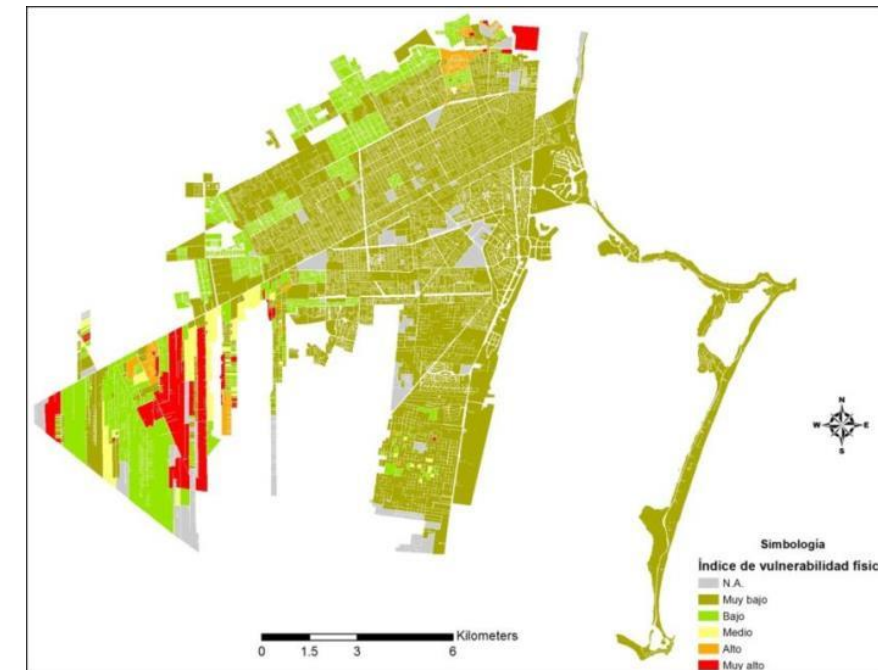 N
W E
S
Simbología
Índice de vulnerabilidad físic
N.A.
Muy bajo
Bajo
Medio
Alto
Muy alto
Kilometers
0 1.5 3 6